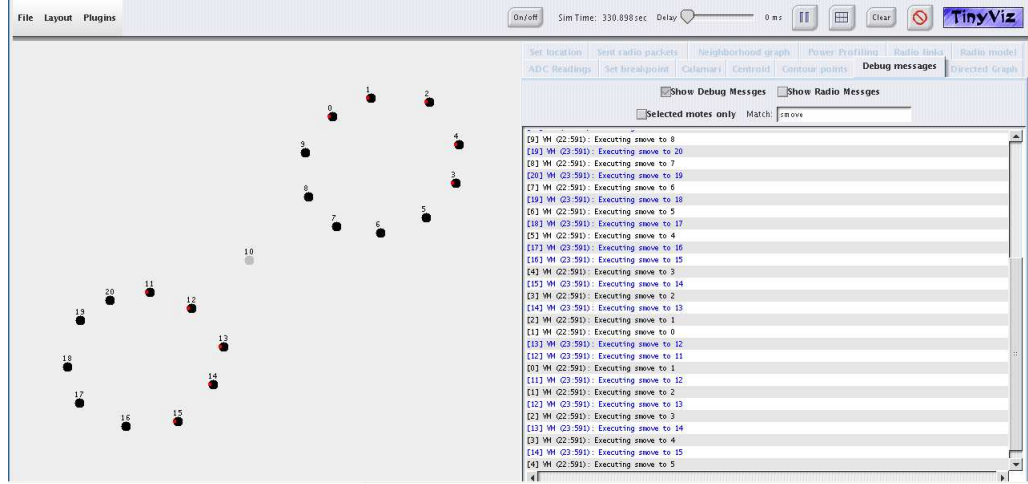 File Layout Plugins
On/off Sim Time: 330.898sec Delay 0 ms Clear TinyViz
Set location Sent radio packets Neighborhood graph Power Profiling Radio links Radio model
ADC Readings Set breakpoint Calamari Centroid Contour points Debug messages Directed Graph
Show Debug Messges Show Radio Messges
Selected motes only Match: smove
[9] VM (22:591): Executing smove to 8
[19] VM (23:591): Executing smove to 20
[8] VM (22:591): Executing smove to 7
[20] VM (23:591): Executing smove to 19
[7] VM (22:591): Executing smove to 6
[19] VM (23:591): Executing smove to 18
[6] VM (22:591): Executing smove to 5
[18] VM (23:591): Executing smove to 17
[5] VM (22:591): Executing smove to 4
[17] VM (23:591): Executing smove to 16
[16] VM (23:591): Executing smove to 15
[4] VM (22:591): Executing smove to 3
[15] VM (23:591): Executing smove to 14
[3] VM (22:591): Executing smove to 2
[14] VM (23:591): Executing smove to 13
[2] VM (22:591): Executing smove to 1
[1] VM (22:591): Executing smove to 0
[13] VM (23:591): Executing smove to 12
[12] VM (23:591): Executing smove to 11
[0] VM (22:591): Executing smove to 1
[11] VM (23:591): Executing smove to 12
[1] VM (22:591): Executing smove to 2
[12] VM (23:591): Executing smove to 13
[2] VM (22:591): Executing smove to 3
[13] VM (23:591): Executing smove to 14
[3] VM (22:591): Executing smove to 4
[14] VM (23:591): Executing smove to 15
[4] VM (22:591): Executing smove to 5
1
2
0
4
9
3
8
5
7
6
10
11
20
12
19
13
18
14
17
15
16